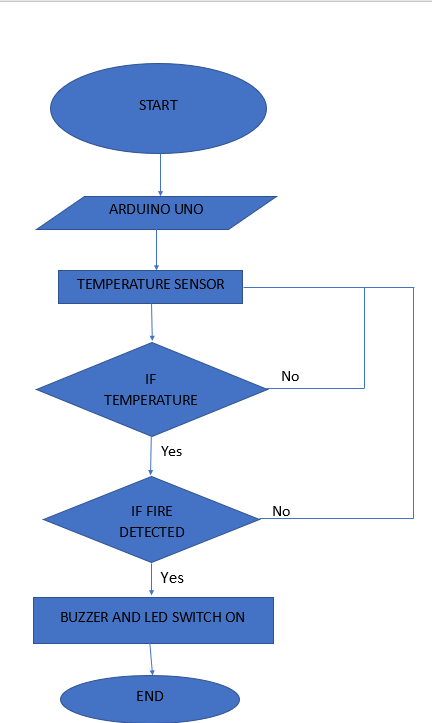 START
ARDUINO UNO
TEMPERATURE SENSOR
IF
TEMPERATURE
No
Yes
IF FIRE
DETECTED
No
Yes
BUZZER AND LED SWITCH ON
END